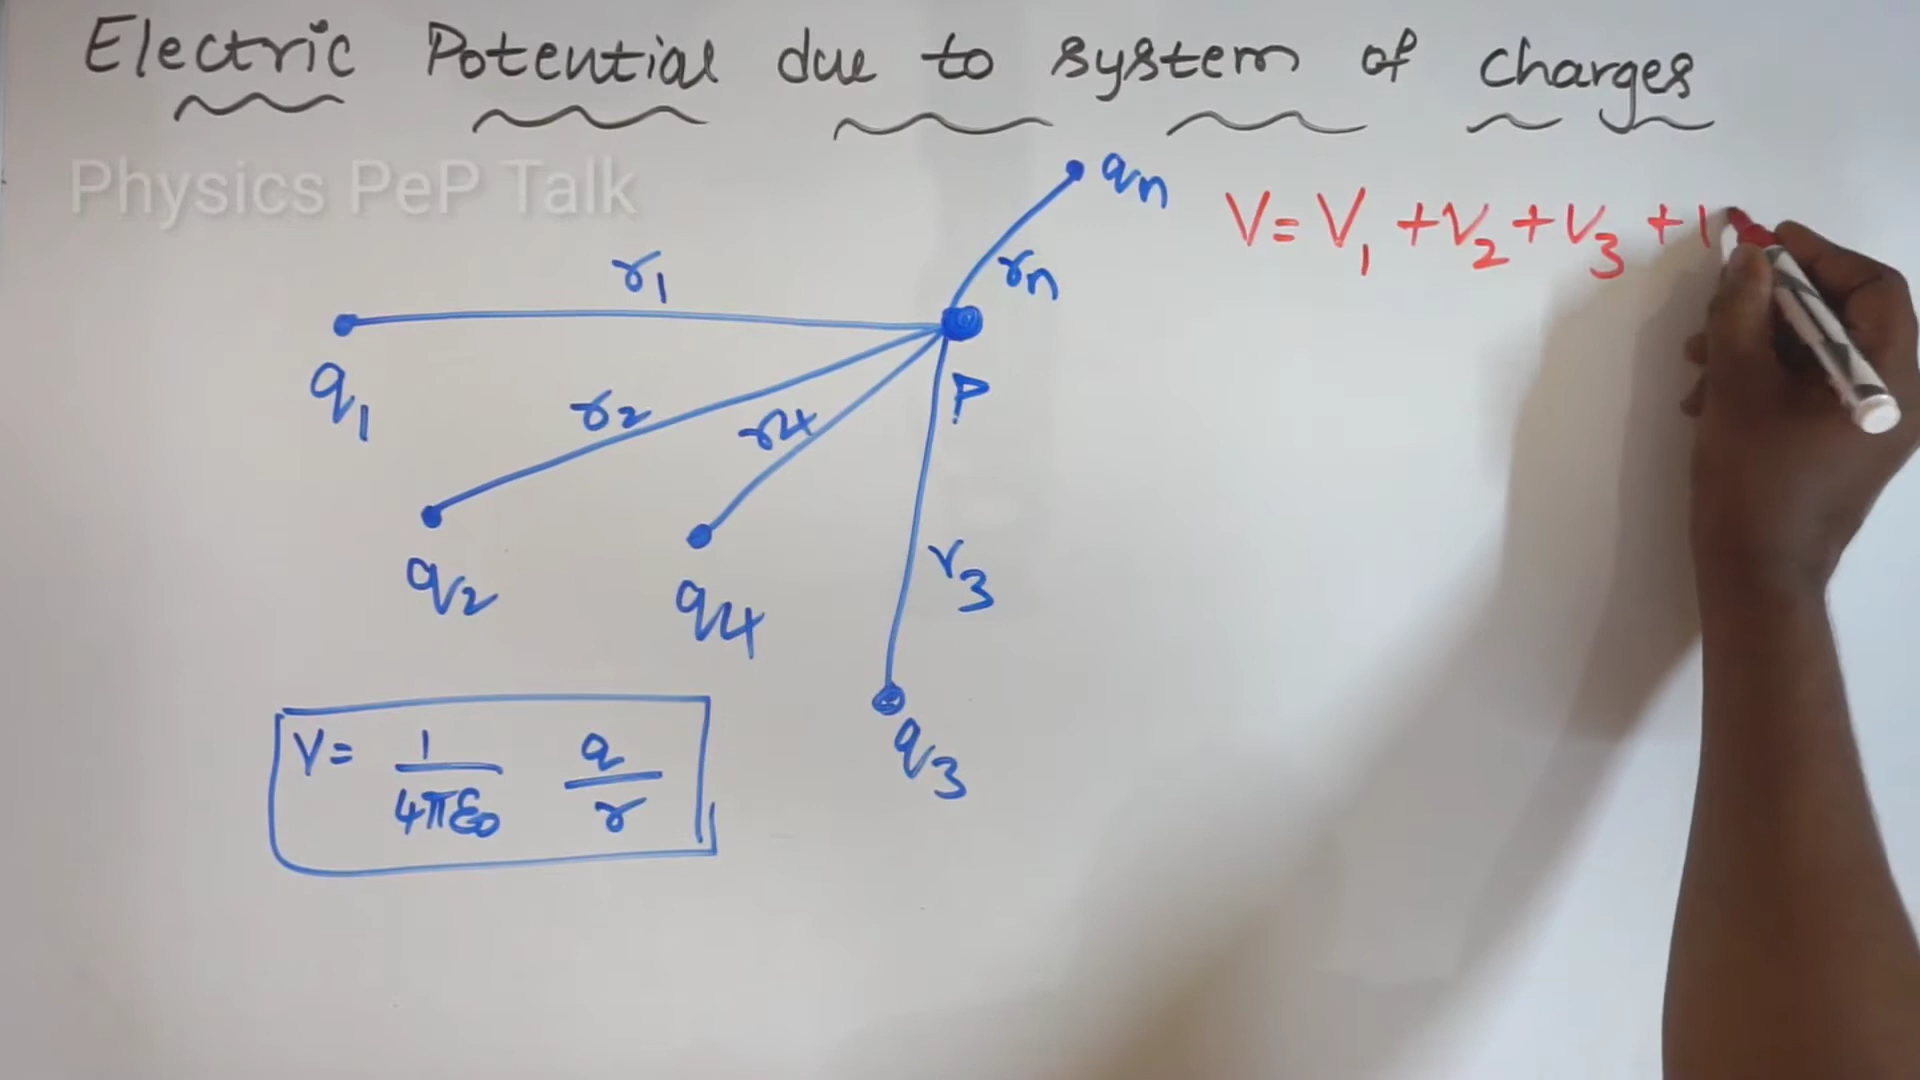 Electric Potential due to system of charges
Physics PeP Talk
qn
V = V1 + V2 + V3 +
rn
r1
q1
P
r2
r4
r3
q2
q4
q3
V = 1/4πε0 q/r